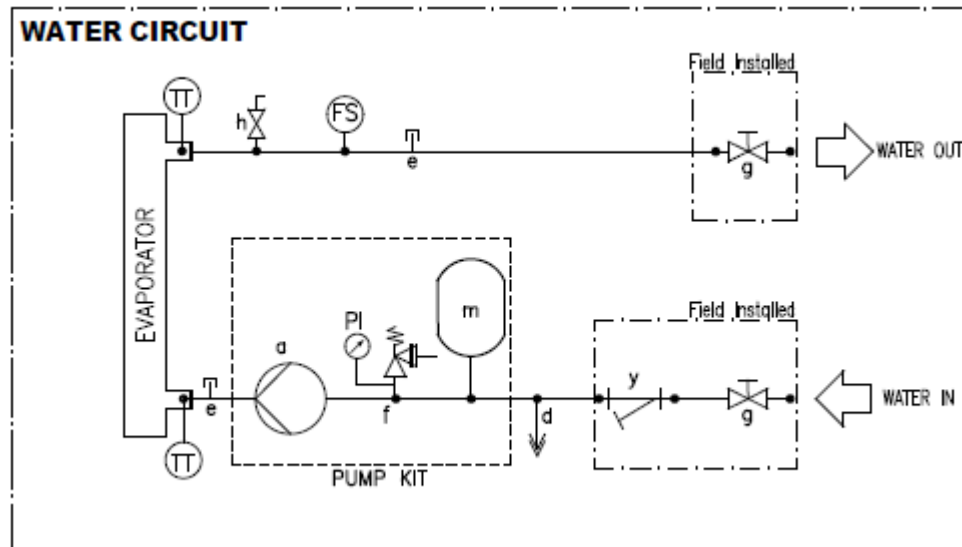 WATER CIRCUIT
Field Installed
TT
h
FS
e
g
WATER OUT
EVAPORATOR
m
Field Installed
PI
a
y
e
f
d
g
WATER IN
TT
PUMP KIT